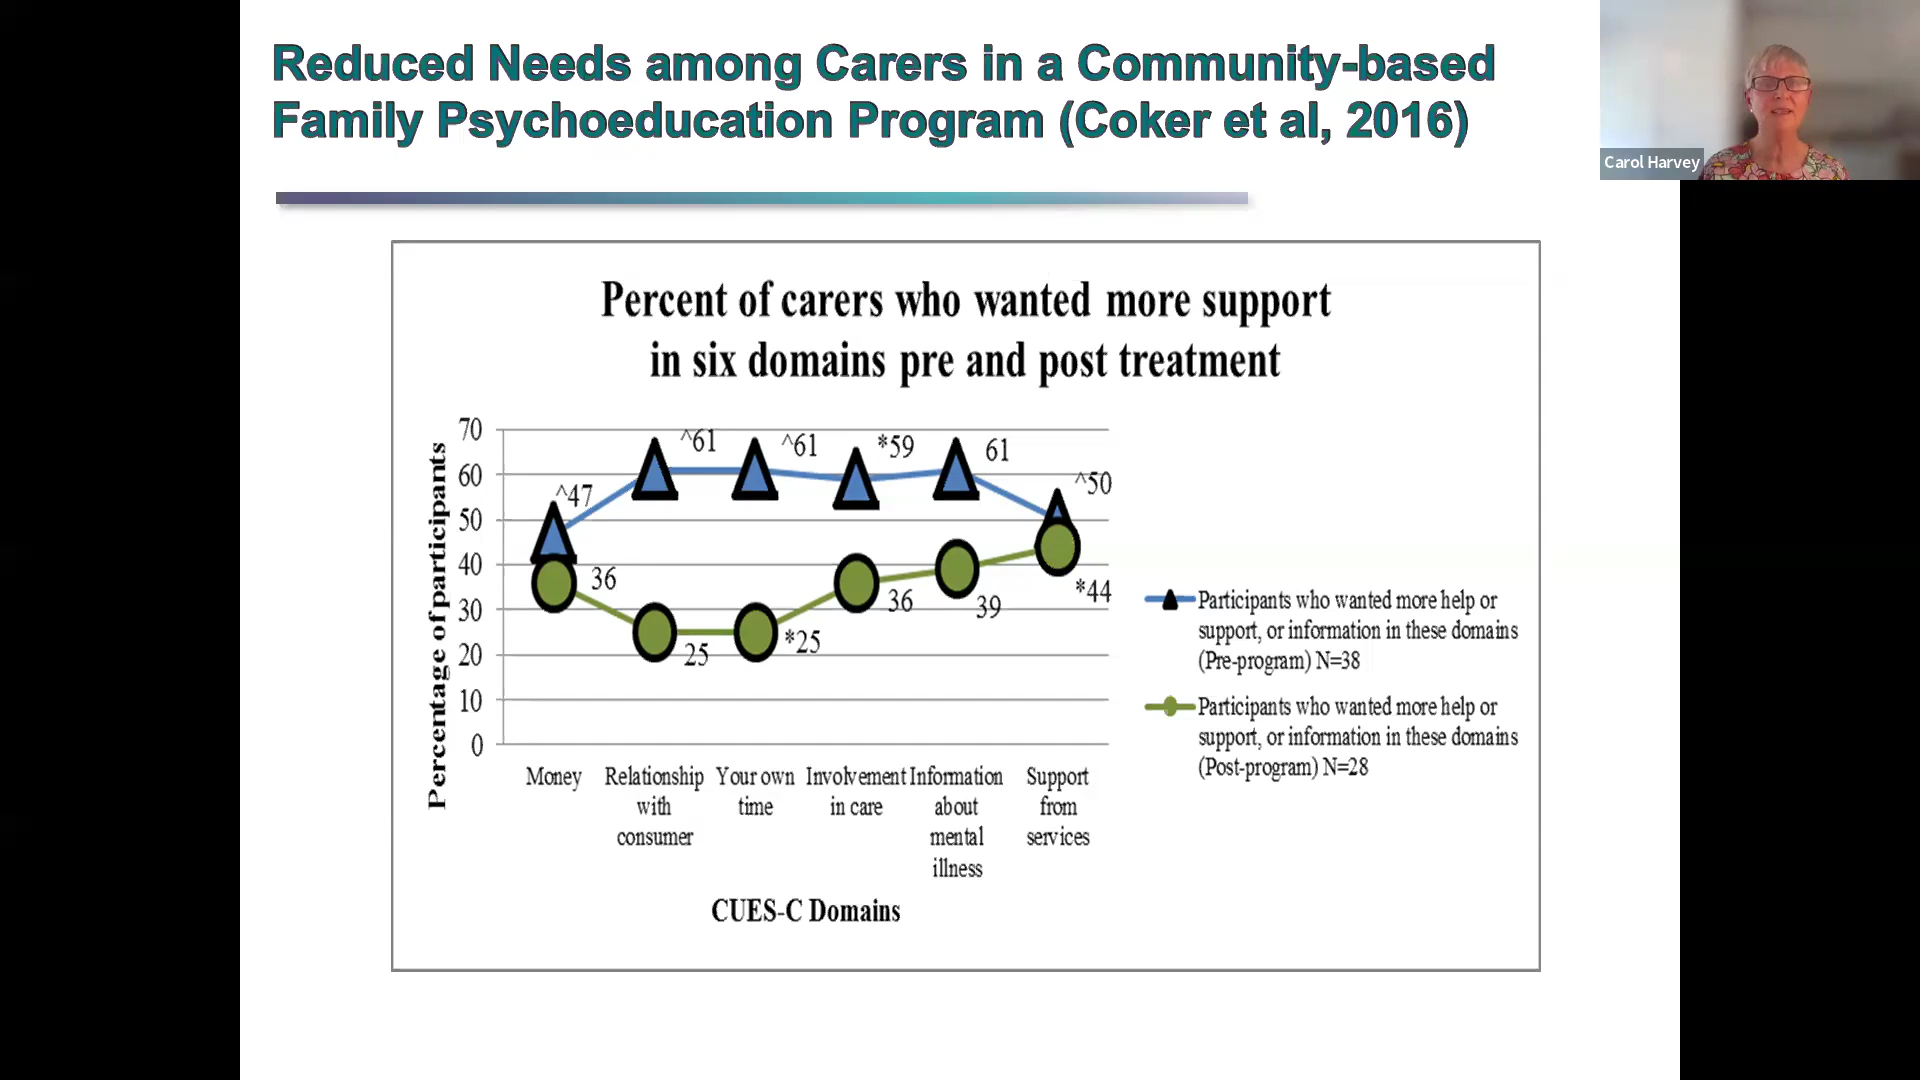 Reduced Needs among Carers in a Community-based
Family Psychoeducation Program (Coker et al, 2016)
Carol Harvey
Percent of carers who wanted more support
in six domains pre and post treatment
Percentage of participants
70
60
50
40
30
20
10
0
^47
^61
^61
*59
61
^50
36
25
*25
36
39
*44
Money
Relationship
with
consumer
Your own
time
Involvement
in care
Information
about
mental
illness
Support
from
services
CUES-C Domains
Participants who wanted more help or
support, or information in these domains
(Pre-program) N=38
Participants who wanted more help or
support, or information in these domains
(Post-program) N=28